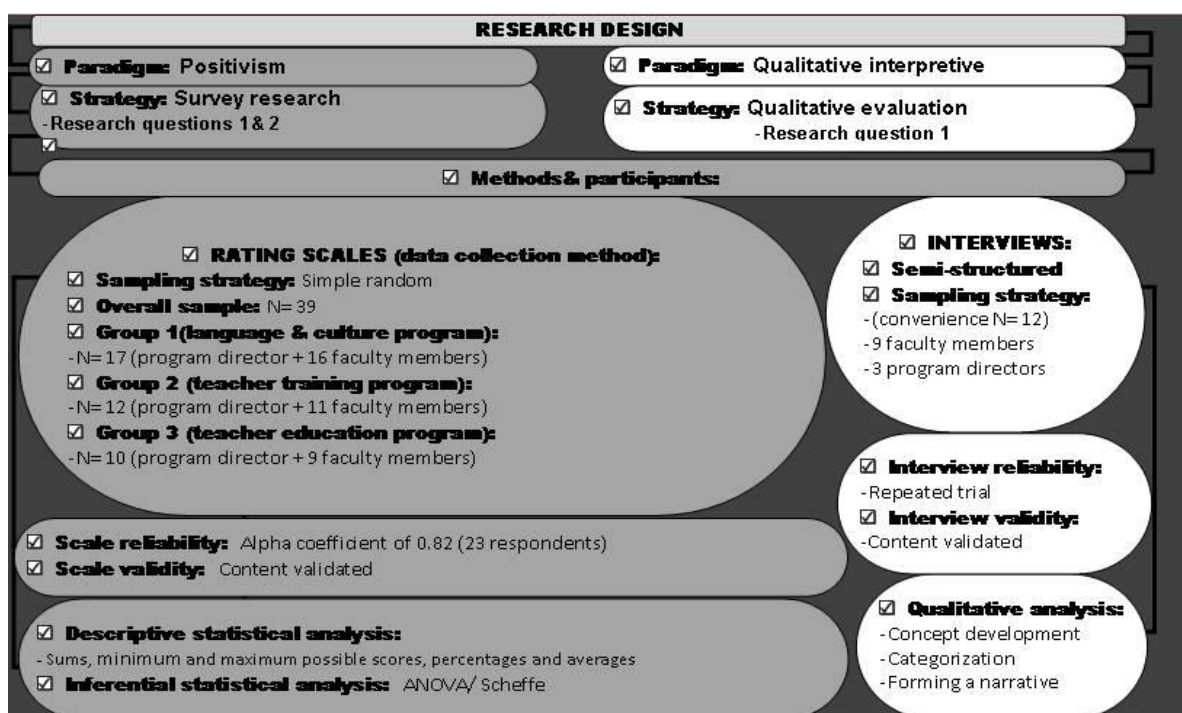 RESEARCH DESIGN
Paradigm: Positivism
Strategy: Survey research
-Research questions 1 & 2
Paradigm: Qualitative interpretive
Strategy: Qualitative evaluation
-Research question 1
Methods & participants:
RATING SCALES (data collection method):
Sampling strategy: Simple random
Overall sample: N= 39
Group 1(language & culture program):
-N= 17 (program director + 16 faculty members)
Group 2 (teacher training program):
-N= 12 (program director + 11 faculty members)
Group 3 (teacher education program):
-N= 10 (program director + 9 faculty members)
Scale reliability: Alpha coefficient of 0.82 (23 respondents)
Scale validity: Content validated
Descriptive statistical analysis:
- Sums, minimum and maximum possible scores, percentages and averages
Inferential statistical analysis: ANOVA/ Scheffe
INTERVIEWS:
Semi-structured
Sampling strategy:
-(convenience N= 12)
-9 faculty members
-3 program directors
Interview reliability:
-Repeated trial
Interview validity:
-Content validated
Qualitative analysis:
-Concept development
-Categorization
-Forming a narrative